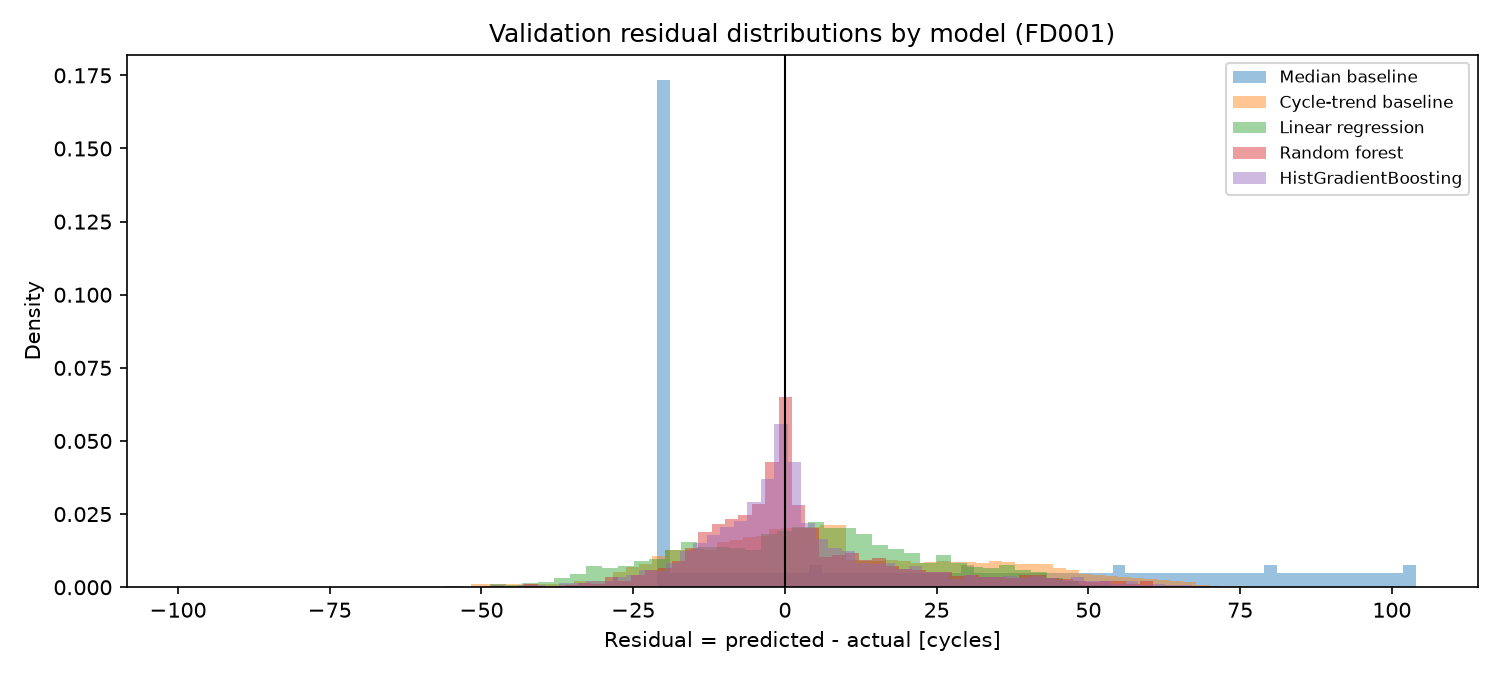 Validation residual distributions by model (FD001)
0.175
0.150
0.125
0.100
0.075
0.050
0.025
0.000
Density
Median baseline
Cycle-trend baseline
Linear regression
Random forest
HistGradientBoosting
−100
−75
−50
−25
0
25
50
75
100
Residual = predicted - actual [cycles]